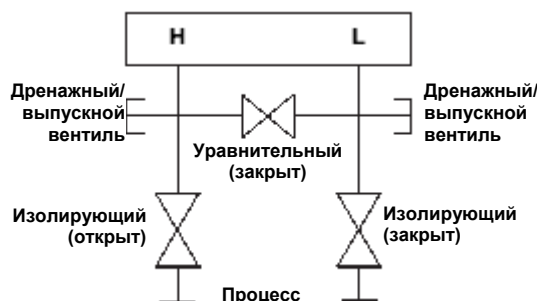 H L
Дренажный/
выпускной
вентиль
Дренажный/
выпускной
вентиль
Уравнительный
(закрыт)
Изолирующий
(открыт)
Изолирующий
(закрыт)
Процесс